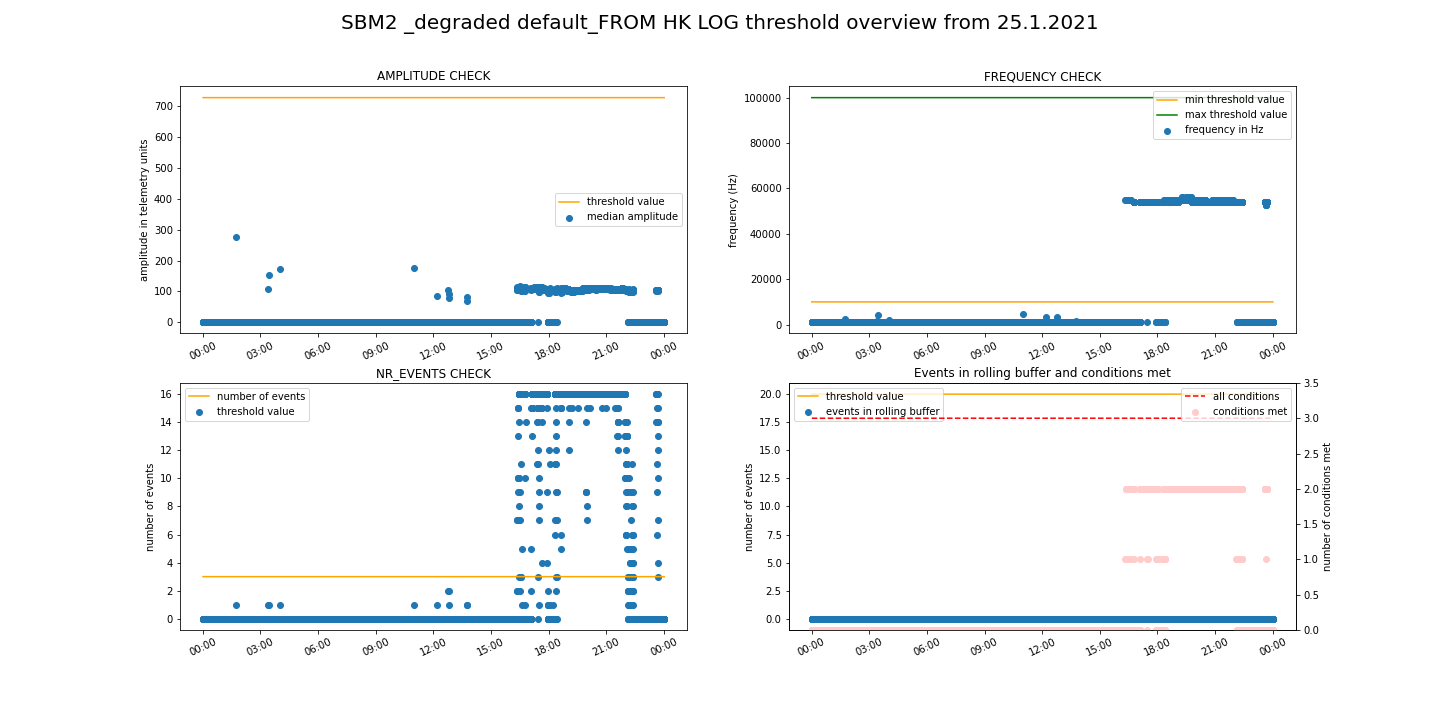 SBM2 _degraded default_FROM HK LOG threshold overview from 25.1.2021
AMPLITUDE CHECK
amplitude in telemetry units
700
600
500
400
300
200
100
0
threshold value
median amplitude
00:00 03:00 06:00 09:00 12:00 15:00 18:00 21:00 00:00
FREQUENCY CHECK
frequency (Hz)
100000
80000
60000
40000
20000
0
min threshold value
max threshold value
frequency in Hz
00:00 03:00 06:00 09:00 12:00 15:00 18:00 21:00 00:00
NR_EVENTS CHECK
number of events
16
14
12
10
8
6
4
2
0
number of events
threshold value
00:00 03:00 06:00 09:00 12:00 15:00 18:00 21:00 00:00
Events in rolling buffer and conditions met
number of events
20.0
17.5
15.0
12.5
10.0
7.5
5.0
2.5
0.0
threshold value
events in rolling buffer
all conditions
conditions met
3.5
3.0
2.5
2.0
1.5
1.0
0.5
0.0
number of conditions met
00:00 03:00 06:00 09:00 12:00 15:00 18:00 21:00 00:00